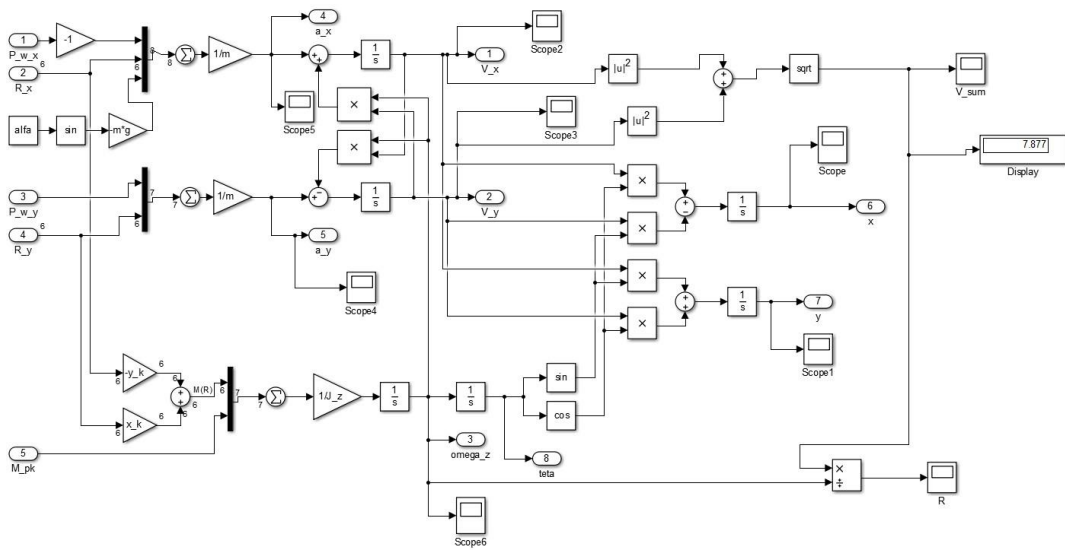 1
P_w_x
-1
6
2
R_x
8
6
8
1/m
4
a_x
Scope5
1
s
Scope2
1
V_x
|u|²
|u|²
sqrt
V_sum
7.877
Display
alfa
sin
-m*g
×
×
Scope3
3
P_w_y
6
4
R_y
7
6
7
1/m
1
s
2
V_y
5
a_y
Scope4
×
×
1
s
Scope
6
x
×
×
1
s
7
y
Scope1
-y_k
6
6
x_k
6
6
M(R)
6
6
6
6
5
M_pk
7
7
1/J_z
1
s
1
s
sin
cos
3
omega_z
8
teta
Scope6
×
÷
R